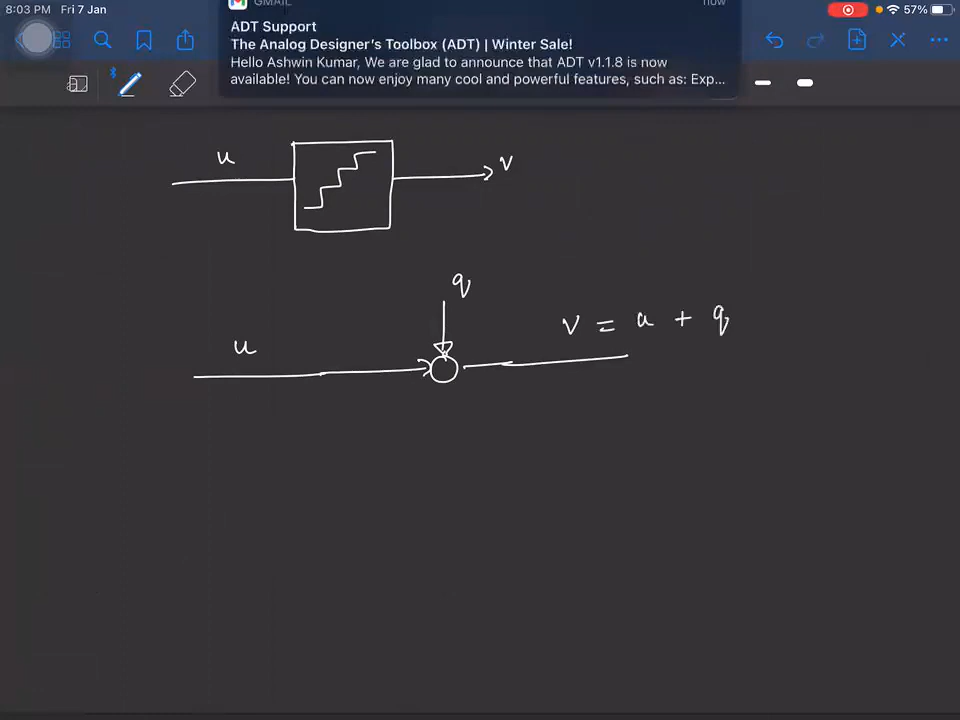 8:03 PM Fri 7 Jan
57%
GMAIL now
ADT Support
The Analog Designer's Toolbox (ADT) | Winter Sale!
Hello Ashwin Kumar, We are glad to announce that ADT v1.1.8 is now
available! You can now enjoy many cool and powerful features, such as: Exp...
u
v
q
u
v = u + q